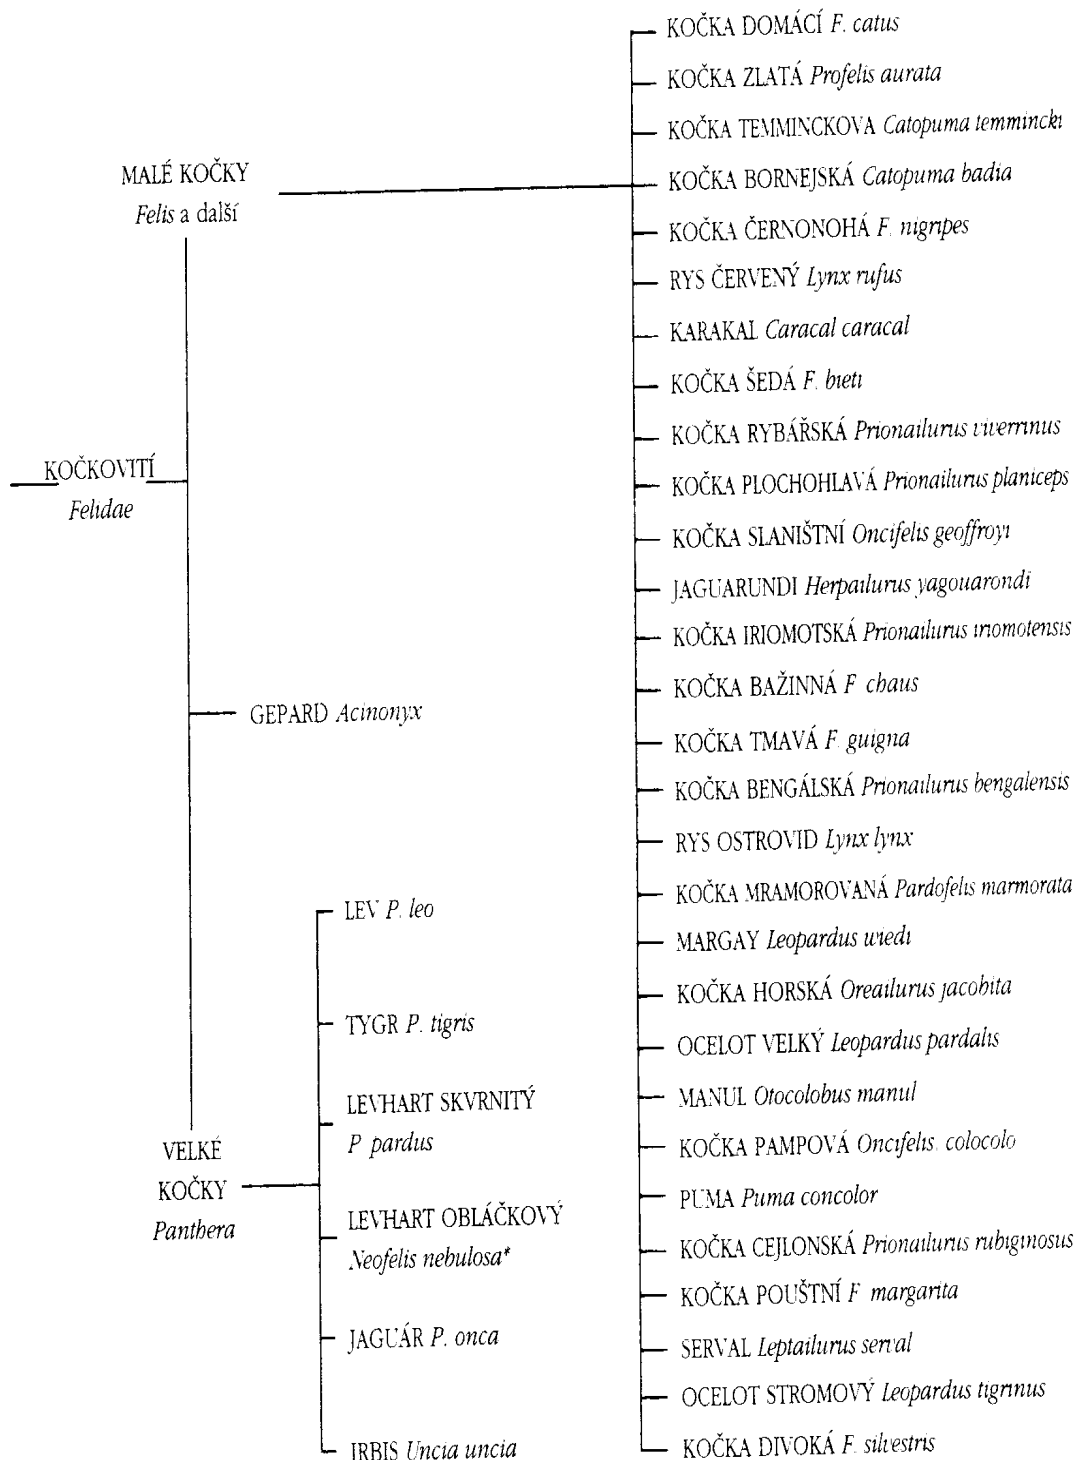 MALÉ KOČKY
Felis a další
KOČKOVITÍ
Felidae
GEPARD Acinonyx
VELKÉ
KOČKY
Panthera
LEV P. leo
TYGR P. tigris
LEVHART SKVRNITÝ
P. pardus
LEVHART OBLÁČKOVÝ
Neofelis nebulosa*
JAGUÁR P. onca
IRBIS Uncia uncia
KOČKA DOMÁCÍ F. catus
KOČKA ZLATÁ Profelis aurata
KOČKA TEMMINCKOVA Catopuma temmincki
KOČKA BORNEJSKÁ Catopuma badia
KOČKA ČERNONOHÁ F. nigripes
RYS ČERVENÝ Lynx rufus
KARAKAL Caracal caracal
KOČKA ŠEDÁ F. bieti
KOČKA RYBÁŘSKÁ Prionailurus viverrinus
KOČKA PLOCHOHLAVÁ Prionailurus planiceps
KOČKA SLANIŠTNÍ Oncifelis geoffroyi
JAGUARUNDI Herpailurus yagouarondi
KOČKA IRIOMOTSKÁ Prionailurus iriomotensis
KOČKA BAŽINNÁ F. chaus
KOČKA TMAVÁ F. guigna
KOČKA BENGÁLSKÁ Prionailurus bengalensis
RYS OSTROVID Lynx lynx
KOČKA MRAMOROVANÁ Pardofelis marmorata
MARGAY Leopardus wiedi
KOČKA HORSKÁ Oreailurus jacobita
OCELOT VELKÝ Leopardus pardalis
MANUL Otocolobus manul
KOČKA PAMPOVÁ Oncifelis. colocolo
PUMA Puma concolor
KOČKA CEJLONSKÁ Prionailurus rubiginosus
KOČKA POUŠTNÍ F. margarita
SERVAL Leptailurus serval
OCELOT STROMOVÝ Leopardus tigrinus
KOČKA DIVOKÁ F. silvestris